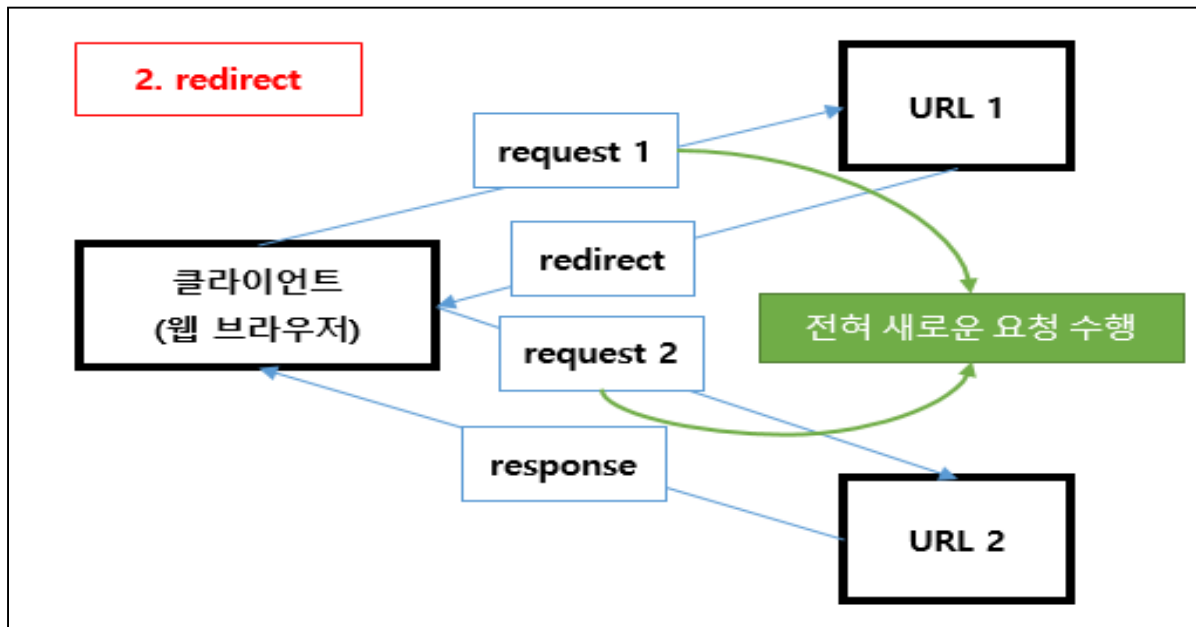 2. redirect
URL 1
request 1
redirect
클라이언트
(웹 브라우저)
전혀 새로운 요청 수행
request 2
response
URL 2